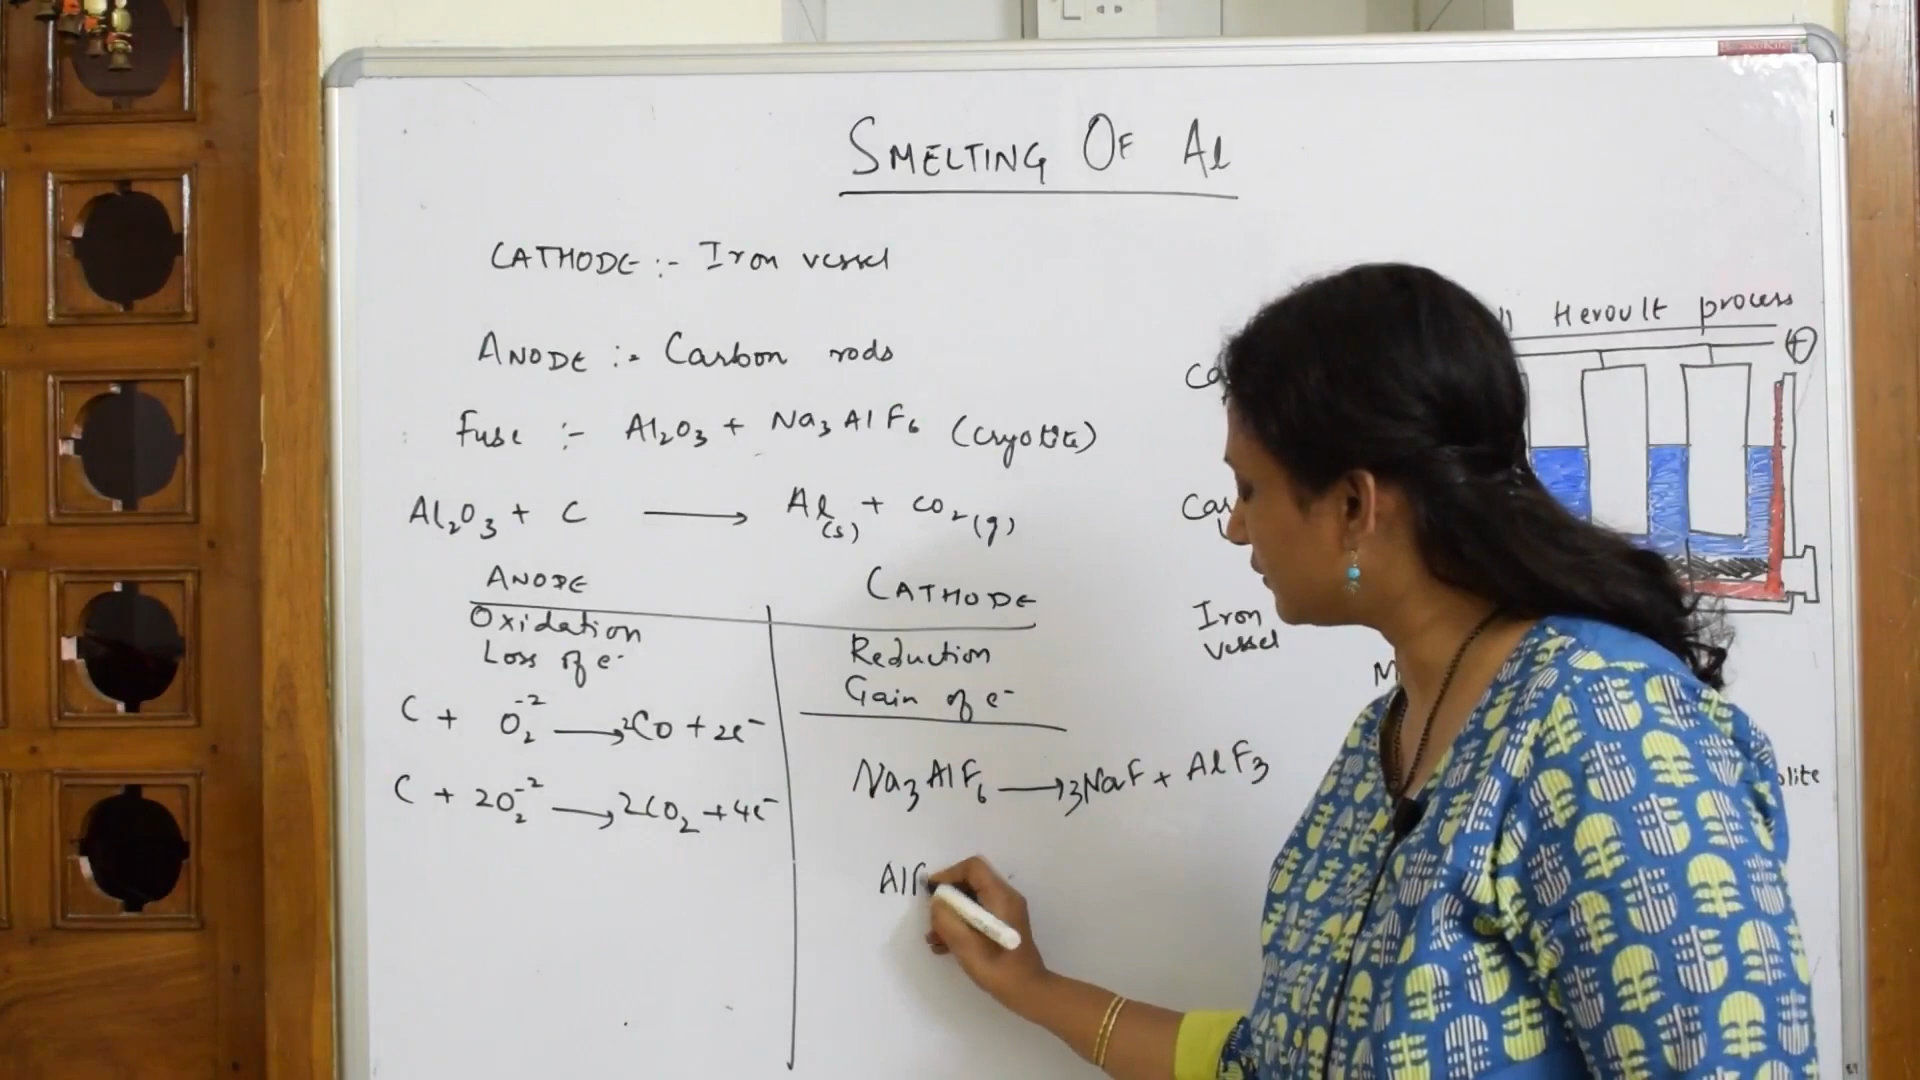 SMELTING OF Al
CATHODE :- Iron vessel
ANODE :- Carbon rods
Fuse :- Al₂O₃ + Na₃AlF₆ (cryolite)
Al₂O₃ + C ⟶ Al(s) + CO₂(g)
ANODE
Oxidation
Loss of e⁻
C + O₂⁻² ⟶ 2CO + 2e⁻
C + 2O₂⁻² ⟶ 2CO₂ + 4e⁻
CATHODE
Reduction
Gain of e⁻
Na₃AlF₆ ⟶ 3NaF + AlF₃
Heroult process
+
Iron
vessel